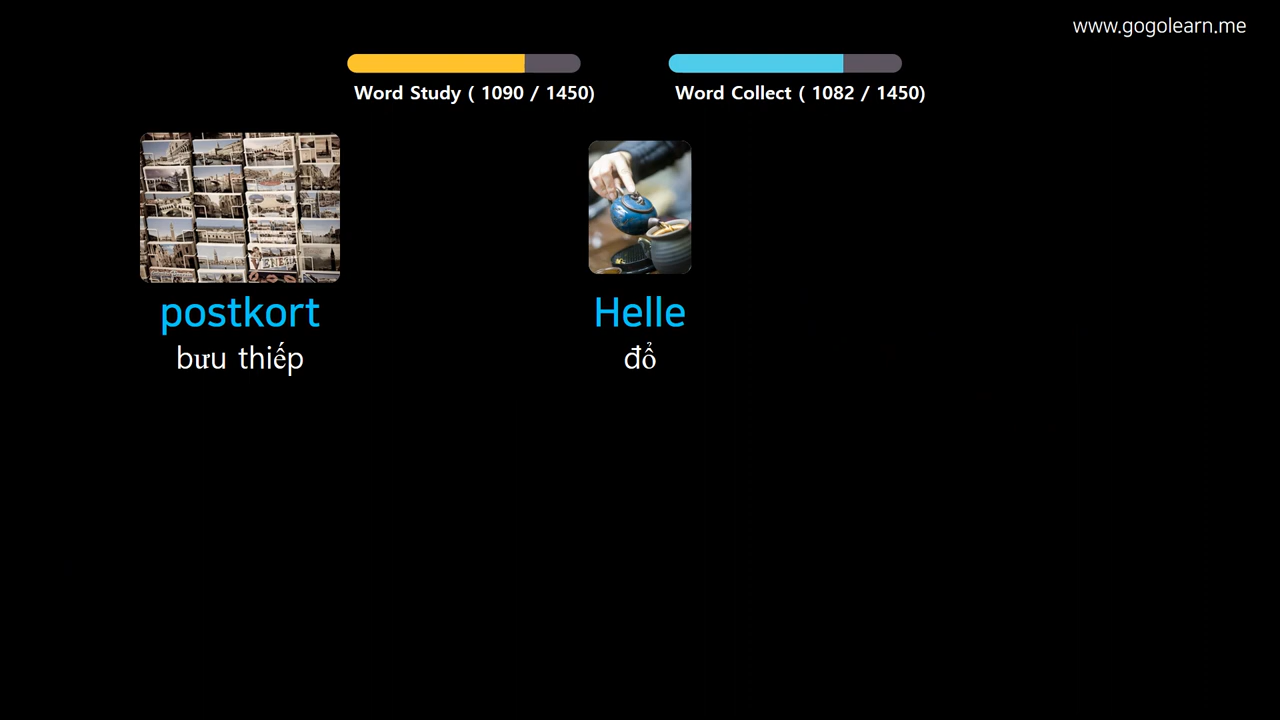 www.gogolearn.me
Word Study ( 1090 / 1450)
Word Collect ( 1082 / 1450)
postkort
bưu thiếp
Helle
đổ